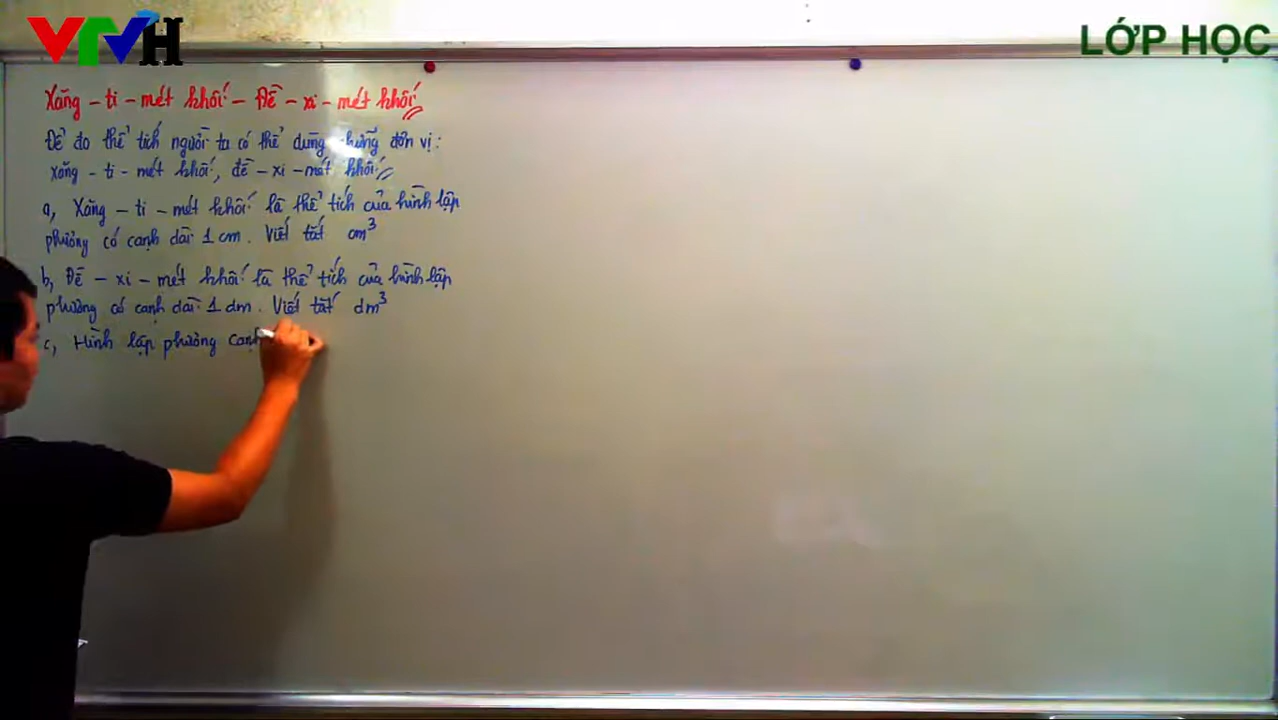 VTVH
LỚP HỌC
Xăng - ti - mét khối - Đề - xi - mét khối
Để đo thể tích người ta có thể dùng những đơn vị:
xăng - ti - mét khối, đề - xi - mét khối
a, Xăng - ti - mét khối là thể tích của hình lập
phương có cạnh dài 1 cm. Viết tắt cm³
b, Đề - xi - mét khối là thể tích của hình lập
phương có cạnh dài 1 dm. Viết tắt dm³
c, Hình lập phương cạnh